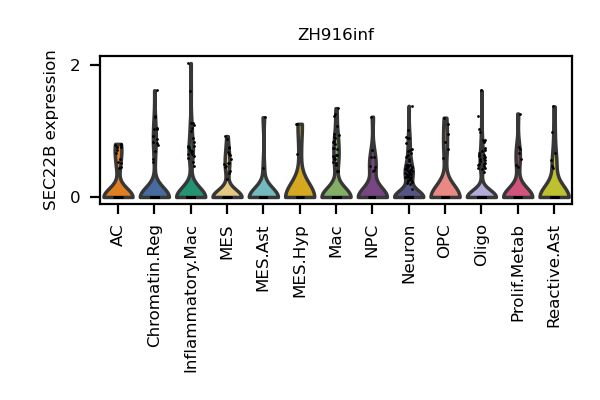 ZH916inf
SEC22B expression
2
0
AC
Chromatin.Reg
Inflammatory.Mac
MES
MES.Ast
MES.Hyp
Mac
NPC
Neuron
OPC
Oligo
Prolif.Metab
Reactive.Ast